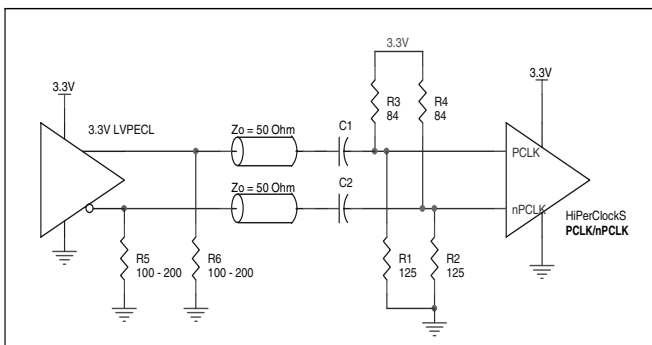 3.3V
3.3V
3.3V
3.3V LVPECL
R3
84
R4
84
Zo = 50 Ohm
C1
PCLK
Zo = 50 Ohm
C2
nPCLK
HiPerClockS
PCLK/nPCLK
R5
100 - 200
R6
100 - 200
R1
125
R2
125